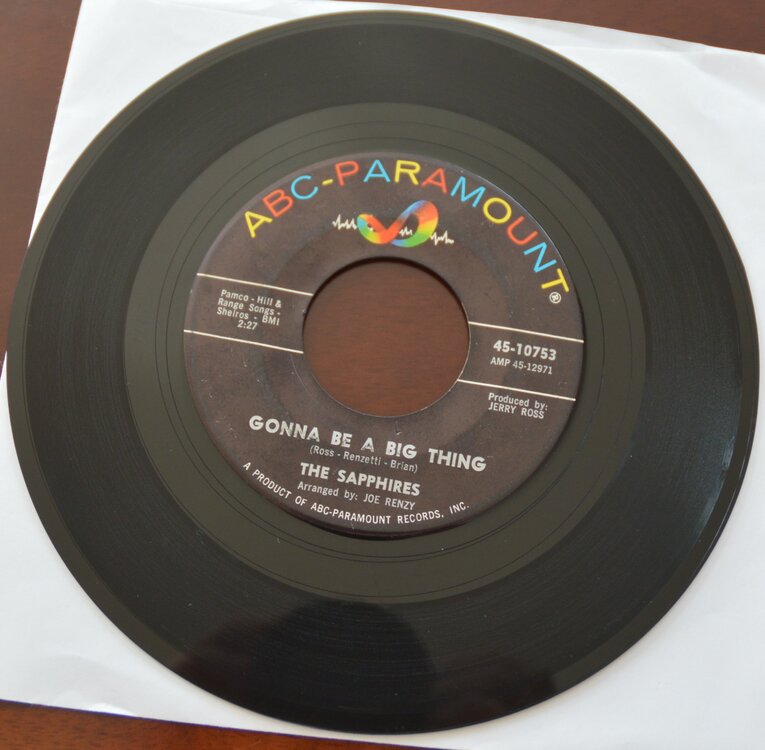 ABC-PARAMOUNT®
Pamco - Hill &
Range Songs -
Shelros - BMI
2:27
45-10753
AMP 45-12971
Produced by:
JERRY ROSS
GONNA BE A BIG THING
(Ross - Renzetti - Brian)
THE SAPPHIRES
Arranged by: JOE RENZY
A PRODUCT OF ABC-PARAMOUNT RECORDS, INC.